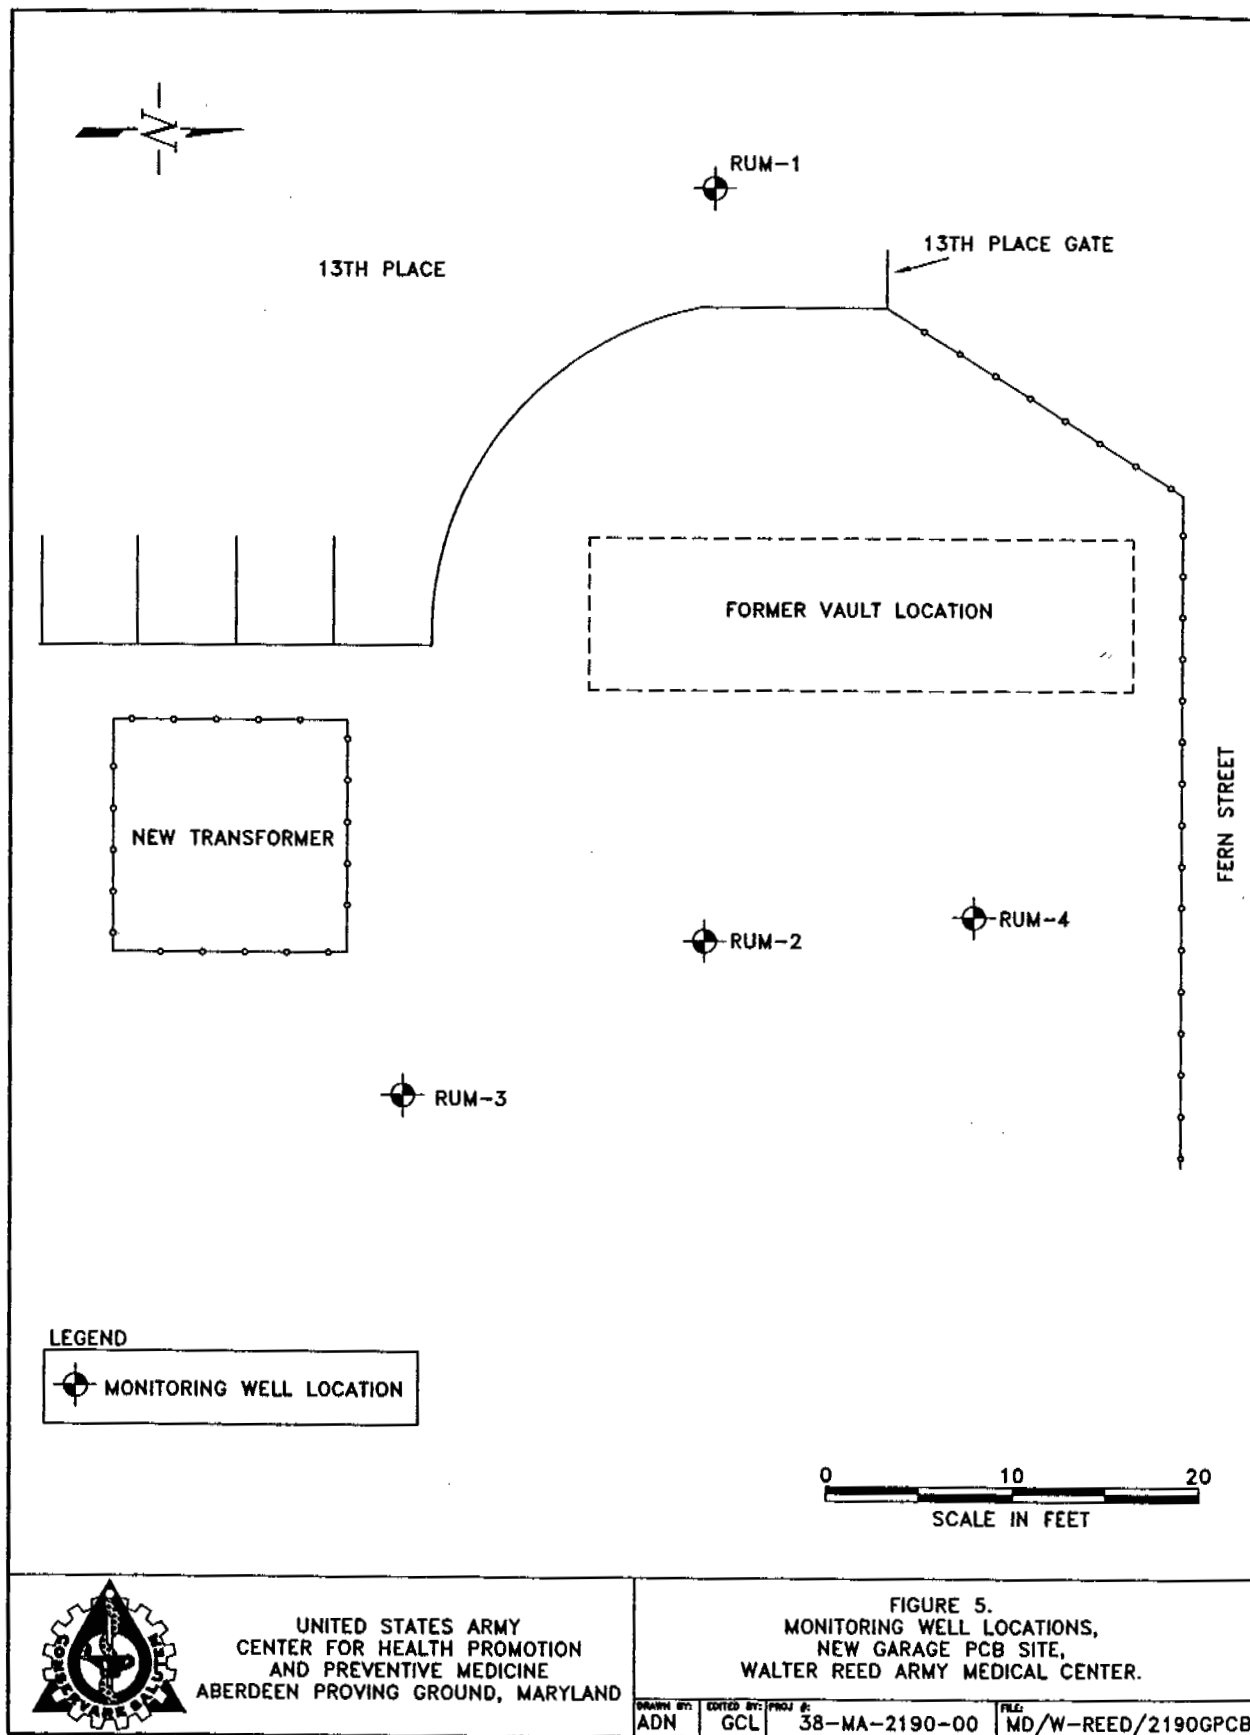 N
RUM-1
13TH PLACE GATE
13TH PLACE
FORMER VAULT LOCATION
NEW TRANSFORMER
FERN STREET
RUM-2
RUM-4
RUM-3
LEGEND
MONITORING WELL LOCATION
0 10 20
SCALE IN FEET
CONSERVARE SALUTEM
UNITED STATES ARMY
CENTER FOR HEALTH PROMOTION
AND PREVENTIVE MEDICINE
ABERDEEN PROVING GROUND, MARYLAND
FIGURE 5.
MONITORING WELL LOCATIONS,
NEW GARAGE PCB SITE,
WALTER REED ARMY MEDICAL CENTER.
DRAWN BY: ADN
EDITED BY: GCL
PROJ #: 38-MA-2190-00
FILE: MD/W-REED/2190GPCB